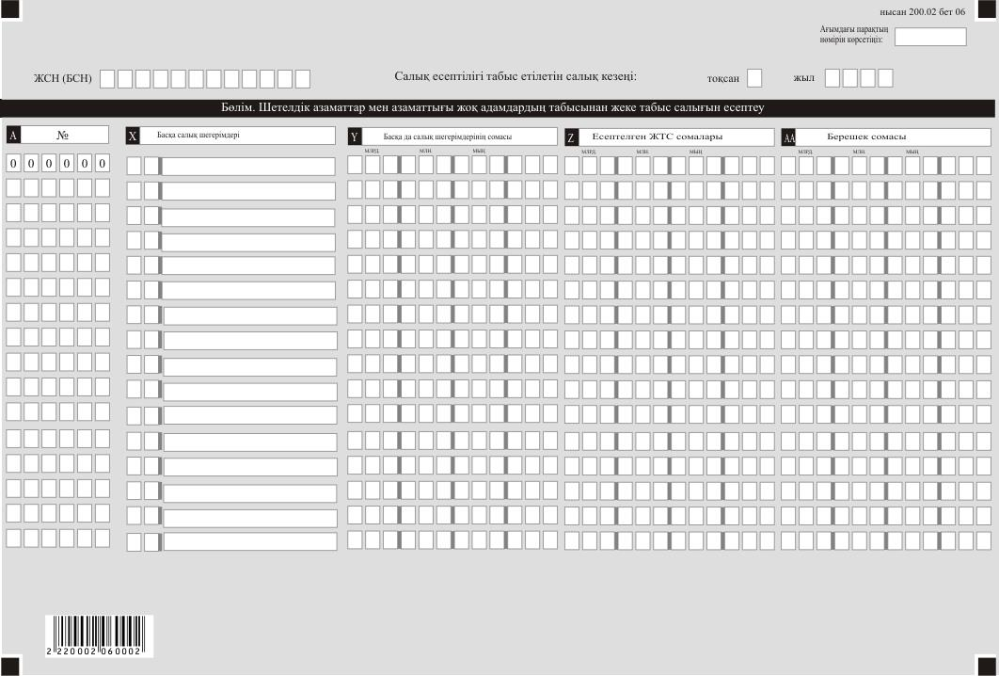 нысан 200.02 бет 06
Ағымдағы парақтың
нөмірін көрсетіңіз:
ЖСН (БСН) Салық есептілігі табыс етілетін салық кезеңі: тоқсан жыл
Бөлім. Шетелдік азаматтар мен азаматтығы жоқ адамдардың табысынан жеке табыс салығын есептеу
A № X Басқа салық шегерімдері Y Басқа да салық шегерімдерінің сомасы Z Есептелген ЖТС сомалары AA Берешек сомасы
МЛРД. МЛН. МЫҢ МЛРД. МЛН. МЫҢ МЛРД. МЛН. МЫҢ
0 0 0 0 0 0
2 220002 060002